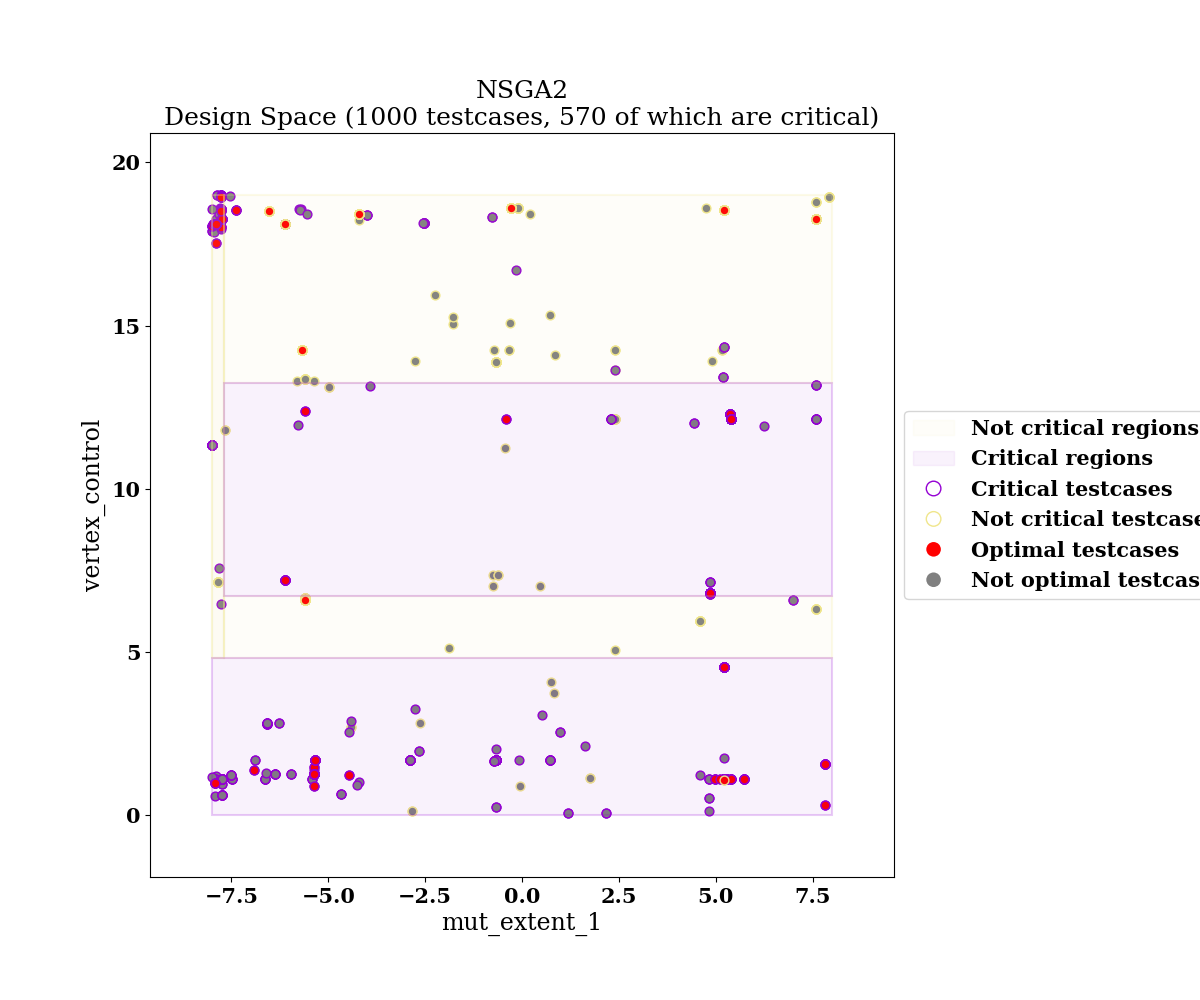 NSGA2
Design Space (1000 testcases, 570 of which are critical)
20
15
10
5
0
vertex_control
−7.5
−5.0
−2.5
0.0
2.5
5.0
7.5
mut_extent_1
Not critical regions
Critical regions
Critical testcases
Not critical testcase
Optimal testcases
Not optimal testcas